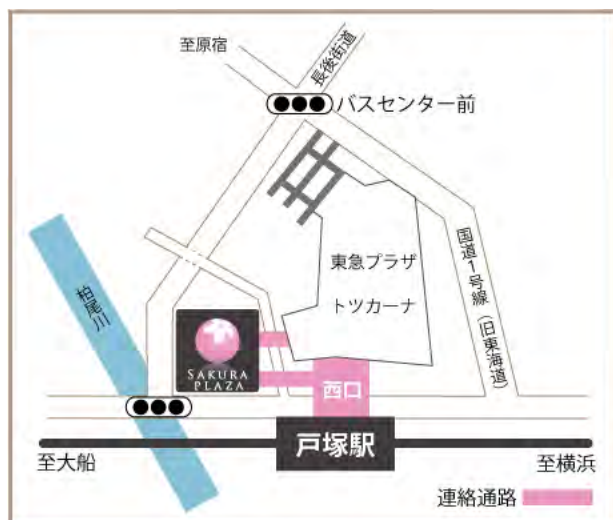 至原宿
長後街道
バスセンター前
東急プラザ
トツカーナ
国道1号線（旧東海道）
柏尾川
SAKURA
PLAZA
西口
戸塚駅
至大船
至横浜
連絡通路